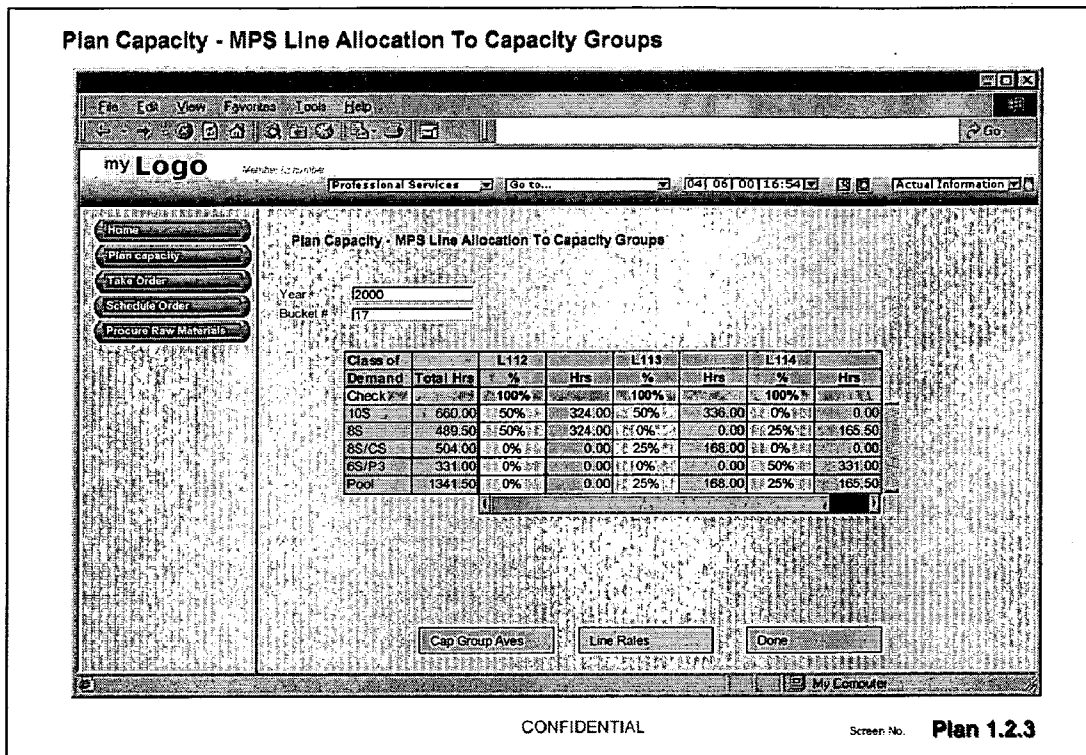 Plan Capacity - MPS Line Allocation To Capacity Groups
File Edit View Favorites Tools Help
Go
my Logo
Professional Services Go to... 04 06 00 16:54 Actual Information
Home
Plan capacity
Take Order
Schedule Order
Procure Raw Materials
Plan Capacity - MPS Line Allocation To Capacity Groups
Year 2000
Bucket # 17
Class of L112 L113 L114
Demand Total Hrs % Hrs % Hrs % Hrs
Check 100% 100% 100%
10S 660.00 50% 324.00 50% 336.00 0% 0.00
8S 489.50 50% 324.00 0% 0.00 25% 165.50
8S/CS 504.00 0% 0.00 25% 168.00 0% 0.00
6S/P3 331.00 0% 0.00 0% 0.00 50% 331.00
Pool 1341.50 0% 0.00 25% 168.00 25% 165.50
Cap Group Aves Line Rates Done
My Computer
CONFIDENTIAL Screen No. Plan 1.2.3